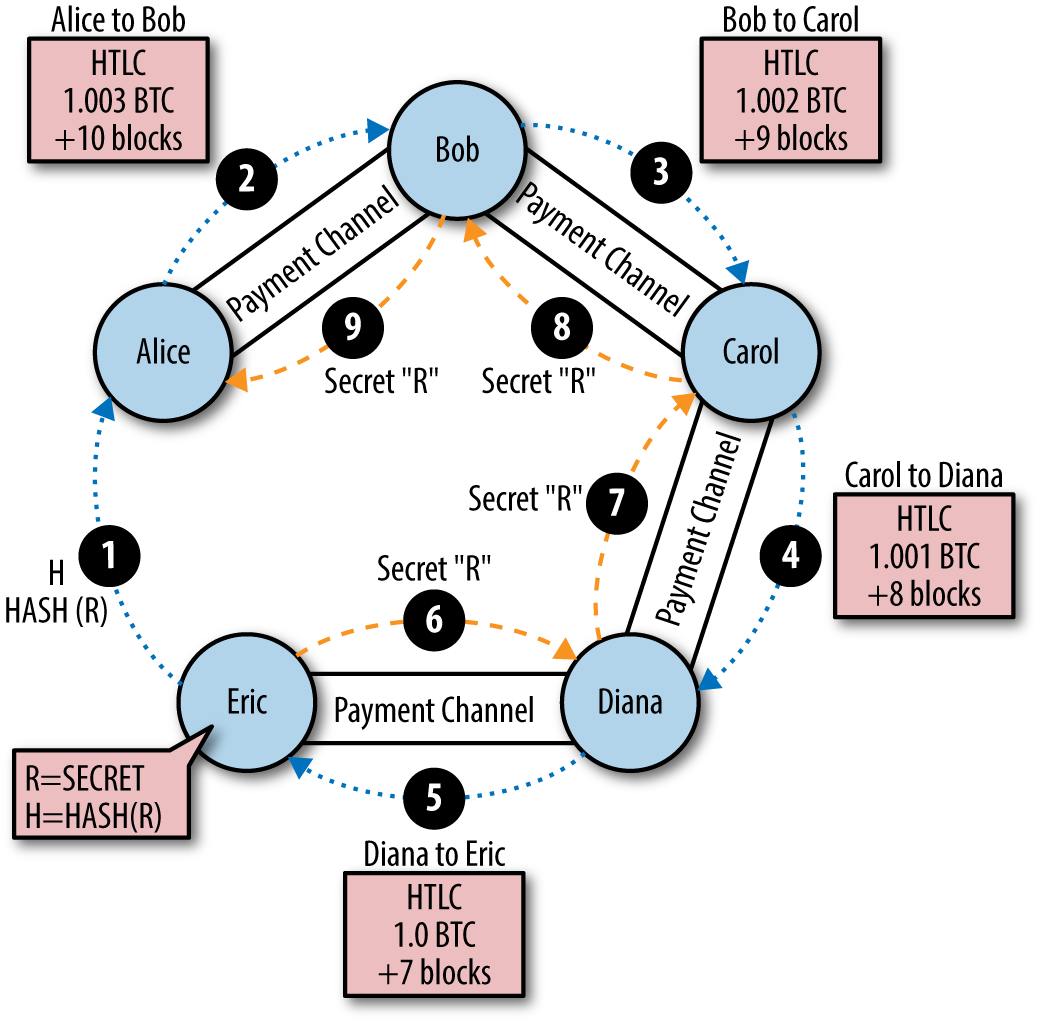 Alice to Bob
HTLC
1.003 BTC
+10 blocks
Bob to Carol
HTLC
1.002 BTC
+9 blocks
Bob
2
3
Payment Channel
Payment Channel
Alice
9
8
Carol
Secret "R"
Secret "R"
Secret "R"
7
Payment Channel
Carol to Diana
HTLC
1.001 BTC
+8 blocks
4
1
H
HASH (R)
Secret "R"
6
Eric
Payment Channel
Diana
R=SECRET
H=HASH(R)
5
Diana to Eric
HTLC
1.0 BTC
+7 blocks